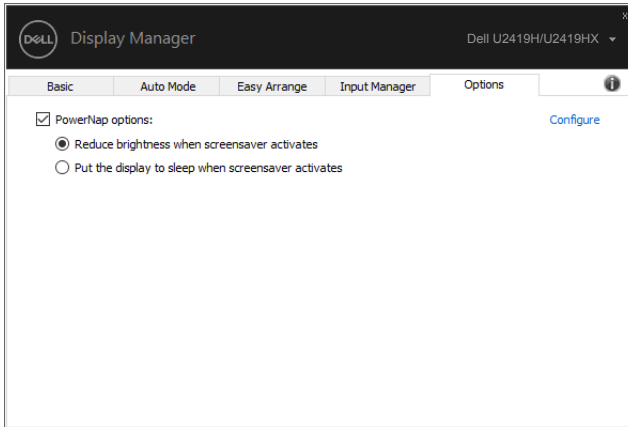 x
DELL Display Manager Dell U2419H/U2419HX
Basic Auto Mode Easy Arrange Input Manager Options i
PowerNap options: Configure
Reduce brightness when screensaver activates
Put the display to sleep when screensaver activates